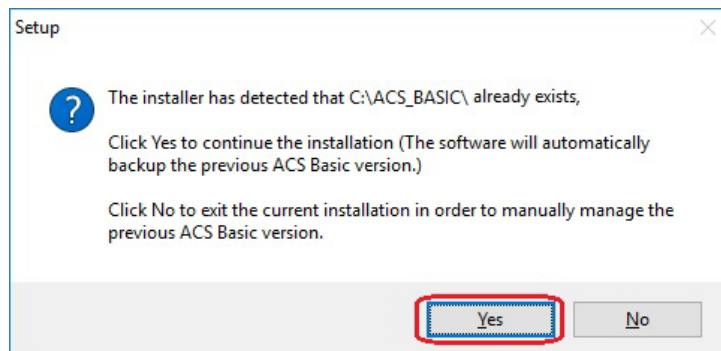 Setup
The installer has detected that C:\ACS_BASIC\ already exists,
Click Yes to continue the installation (The software will automatically
backup the previous ACS Basic version.)
Click No to exit the current installation in order to manually manage the
previous ACS Basic version.
Yes No